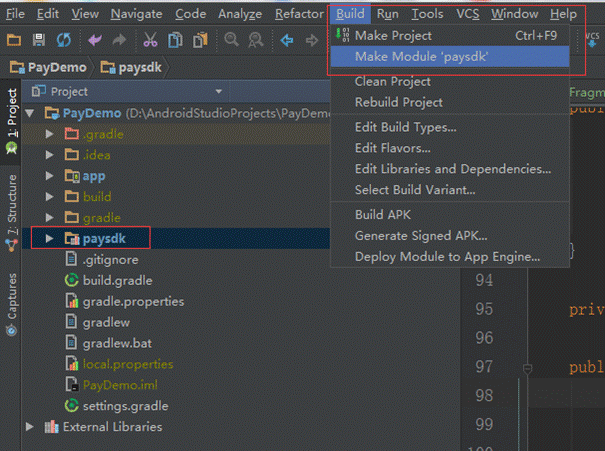 File Edit View Navigate Code Analyze Refactor Build Run Tools VCS Window Help
Make Project Ctrl+F9
VCS
Make Module 'paysdk'
PayDemo paysdk
Clean Project
1: Project
Project
Fragm
Rebuild Project
PayDemo (D:\AndroidStudioProjects\PayDemo
.gradle
Edit Build Types...
.idea
Edit Flavors...
app
Edit Libraries and Dependencies...
build
Select Build Variant...
7: Structure
gradle
Build APK
paysdk
Generate Signed APK...
.gitignore
Deploy Module to App Engine...
}
build.gradle
94
Captures
gradle.properties
95 priv
gradlew
96
gradlew.bat
local.properties
97 publ
PayDemo.iml
98
settings.gradle
External Libraries
99